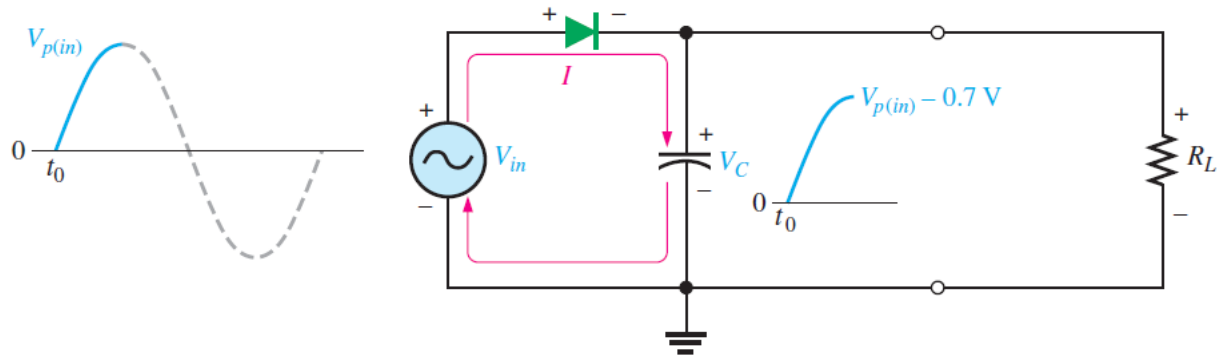 V_p(in)
0
t_0
+ −
I
+
V_in
−
+
V_C
−
V_p(in) − 0.7 V
0
t_0
+
R_L
−